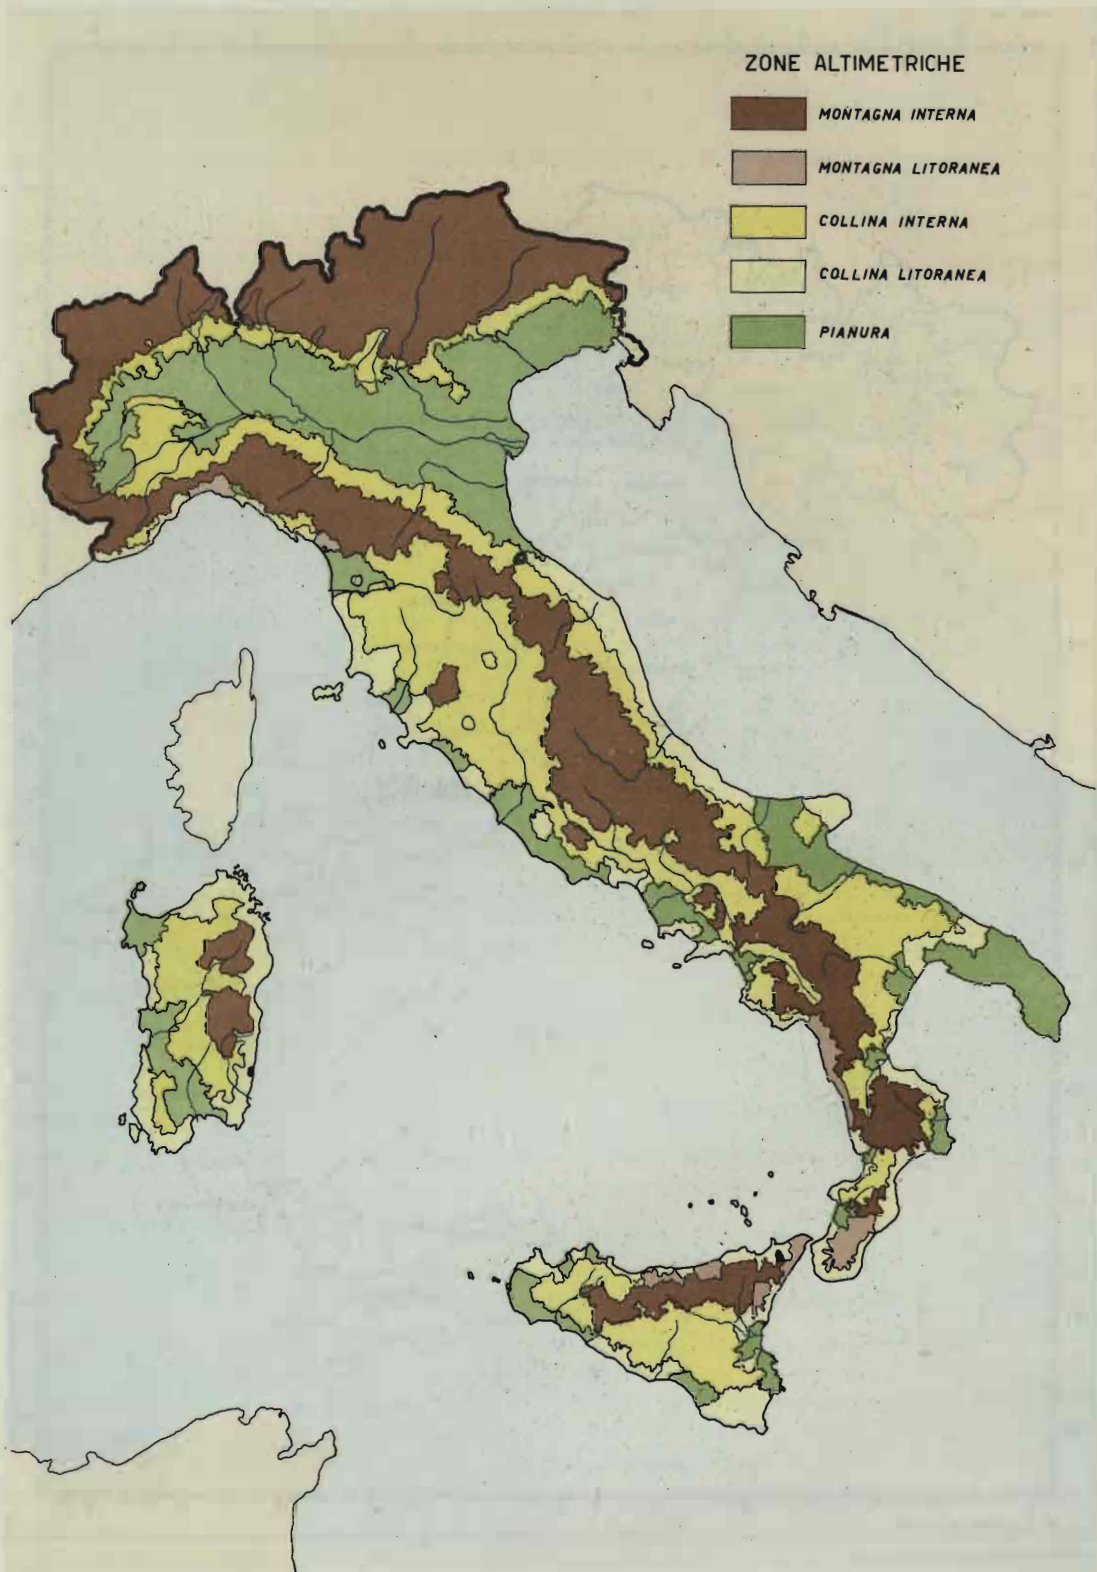 ZONE ALTIMETRICHE
MONTAGNA INTERNA
MONTAGNA LITORANEA
COLLINA INTERNA
COLLINA LITORANEA
PIANURA